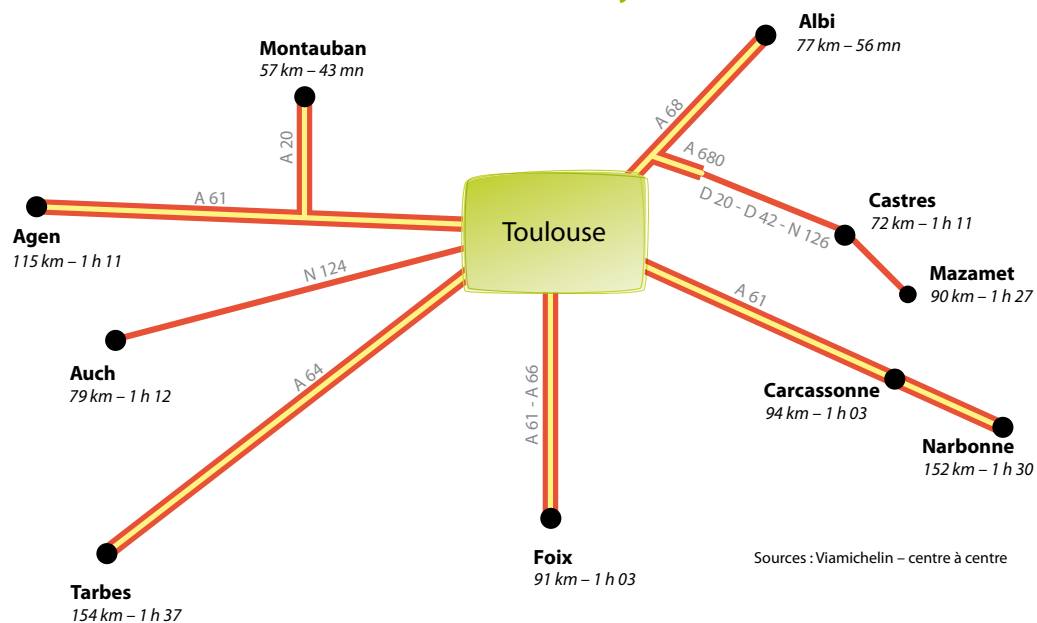 Albi
77 km – 56 mn
Montauban
57 km – 43 mn
A 68
A 20
A 680
A 61
D 20 - D 42 - N 126
Castres
72 km – 1 h 11
Toulouse
Agen
115 km – 1 h 11
N 124
Mazamet
90 km – 1 h 27
A 61
Auch
79 km – 1 h 12
A 64
A 61 - A 66
Carcassonne
94 km – 1 h 03
Narbonne
152 km – 1 h 30
Foix
91 km – 1 h 03
Sources : Viamichelin – centre à centre
Tarbes
154 km – 1 h 37